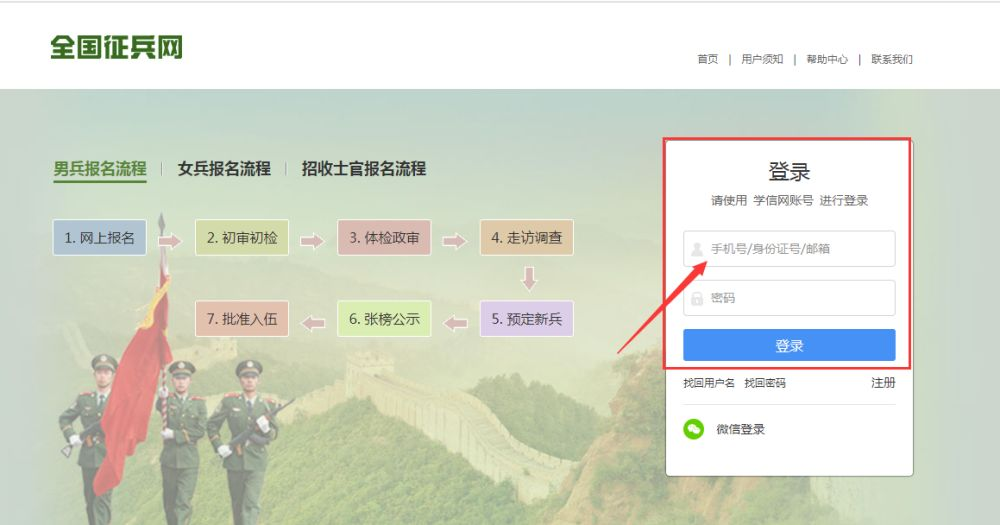 全国征兵网
首页 | 用户须知 | 帮助中心 | 联系我们
男兵报名流程 | 女兵报名流程 | 招收士官报名流程
1. 网上报名
2. 初审初检
3. 体检政审
4. 走访调查
5. 预定新兵
6. 张榜公示
7. 批准入伍
登录
请使用 学信网账号 进行登录
手机号/身份证号/邮箱
密码
登录
找回用户名 找回密码 注册
微信登录